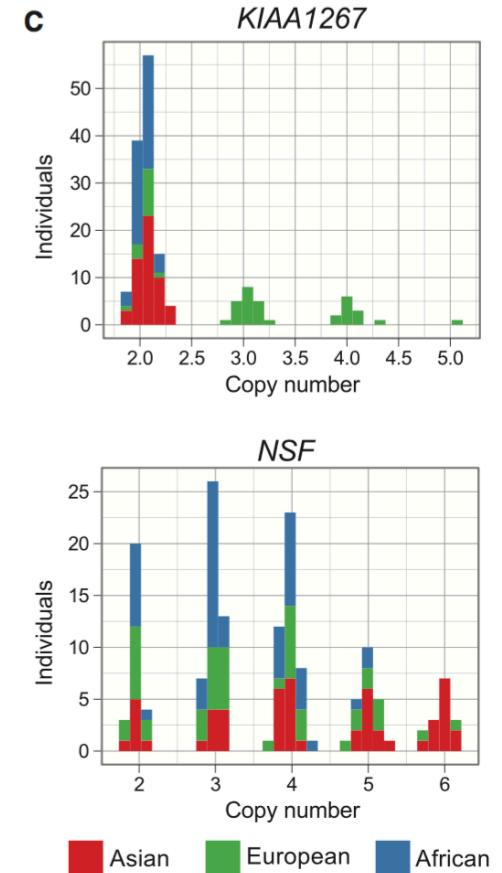 C
KIAA1267
50
40
30
20
10
0
Individuals
2.0 2.5 3.0 3.5 4.0 4.5 5.0
Copy number
NSF
25
20
15
10
5
0
Individuals
2 3 4 5 6
Copy number
Asian European African